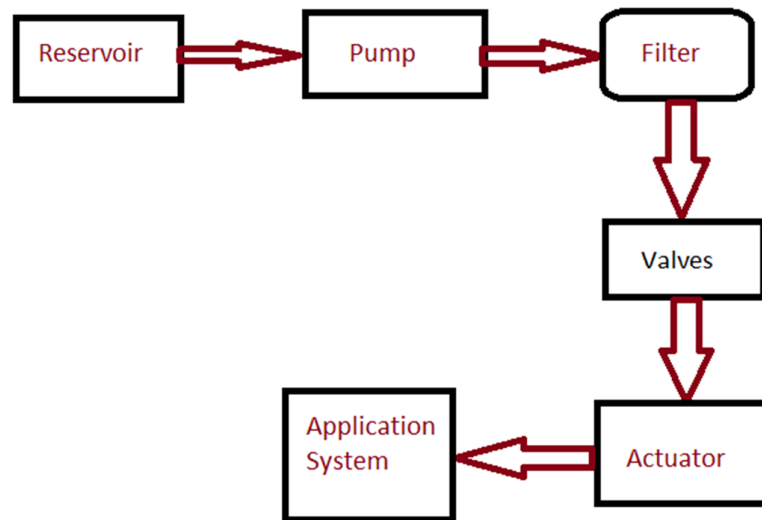 Reservoir
Pump
Filter
Valves
Actuator
Application
System